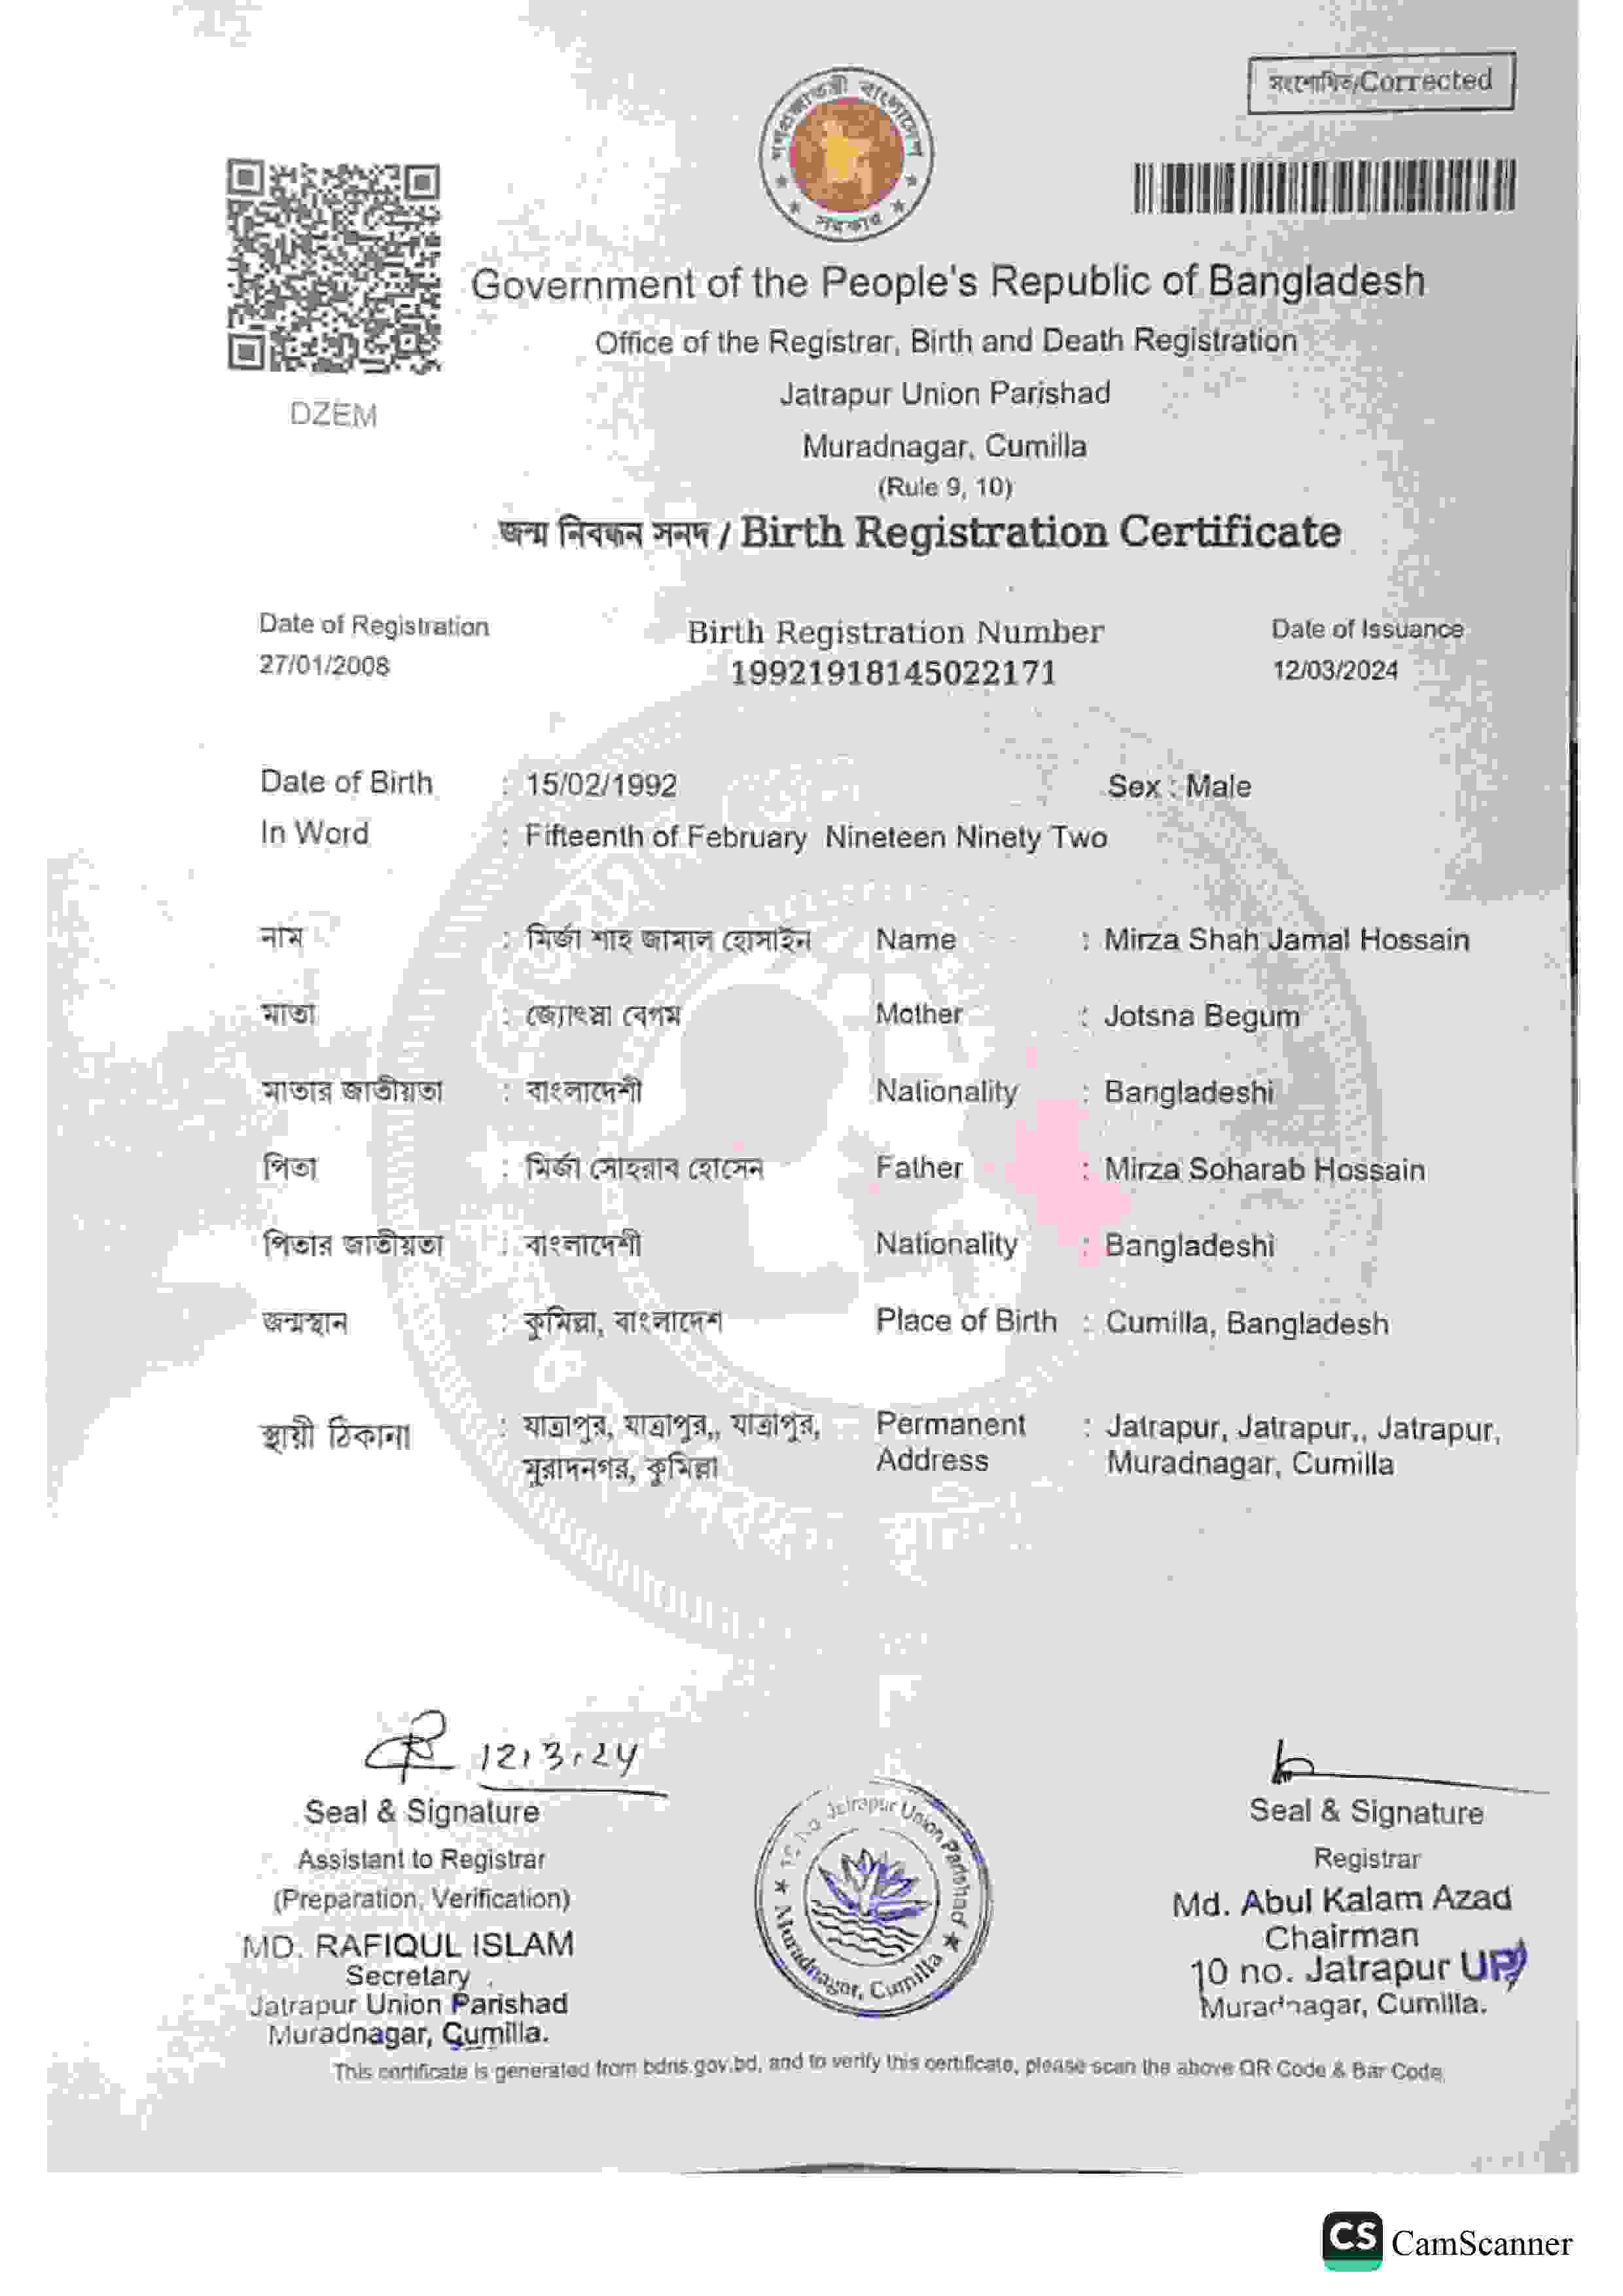 সংশোধিত/Corrected
গণপ্রজাতন্ত্রী বাংলাদেশ
সরকার
DZEM
Government of the People's Republic of Bangladesh
Office of the Registrar, Birth and Death Registration
Jatrapur Union Parishad
Muradnagar, Cumilla
(Rule 9, 10)
জন্ম নিবন্ধন সনদ / Birth Registration Certificate
Date of Registration Birth Registration Number Date of Issuance
27/01/2008 19921918145022171 12/03/2024
Date of Birth : 15/02/1992 Sex : Male
In Word : Fifteenth of February Nineteen Ninety Two
নাম : মির্জা শাহ জামাল হোসাইন Name : Mirza Shah Jamal Hossain
মাতা : জ্যোৎস্না বেগম Mother : Jotsna Begum
মাতার জাতীয়তা : বাংলাদেশী Nationality : Bangladeshi
পিতা : মির্জা সোহরাব হোসেন Father : Mirza Soharab Hossain
পিতার জাতীয়তা : বাংলাদেশী Nationality : Bangladeshi
জন্মস্থান : কুমিল্লা, বাংলাদেশ Place of Birth : Cumilla, Bangladesh
স্থায়ী ঠিকানা : যাত্রাপুর, যাত্রাপুর,, যাত্রাপুর, Permanent : Jatrapur, Jatrapur,, Jatrapur,
মুরাদনগর, কুমিল্লা Address Muradnagar, Cumilla
12.3.24
Seal & Signature Seal & Signature
Assistant to Registrar Registrar
(Preparation, Verification) Md. Abul Kalam Azad
MD. RAFIQUL ISLAM Chairman
Secretary 10 no. Jatrapur UP
Jatrapur Union Parishad Muradnagar, Cumilla.
Muradnagar, Cumilla.
10 No Jatrapur Union Parishad
Muradnagar, Cumilla
This certificate is generated from bdns.gov.bd, and to verify this certificate, please scan the above QR Code & Bar Code.
CS CamScanner